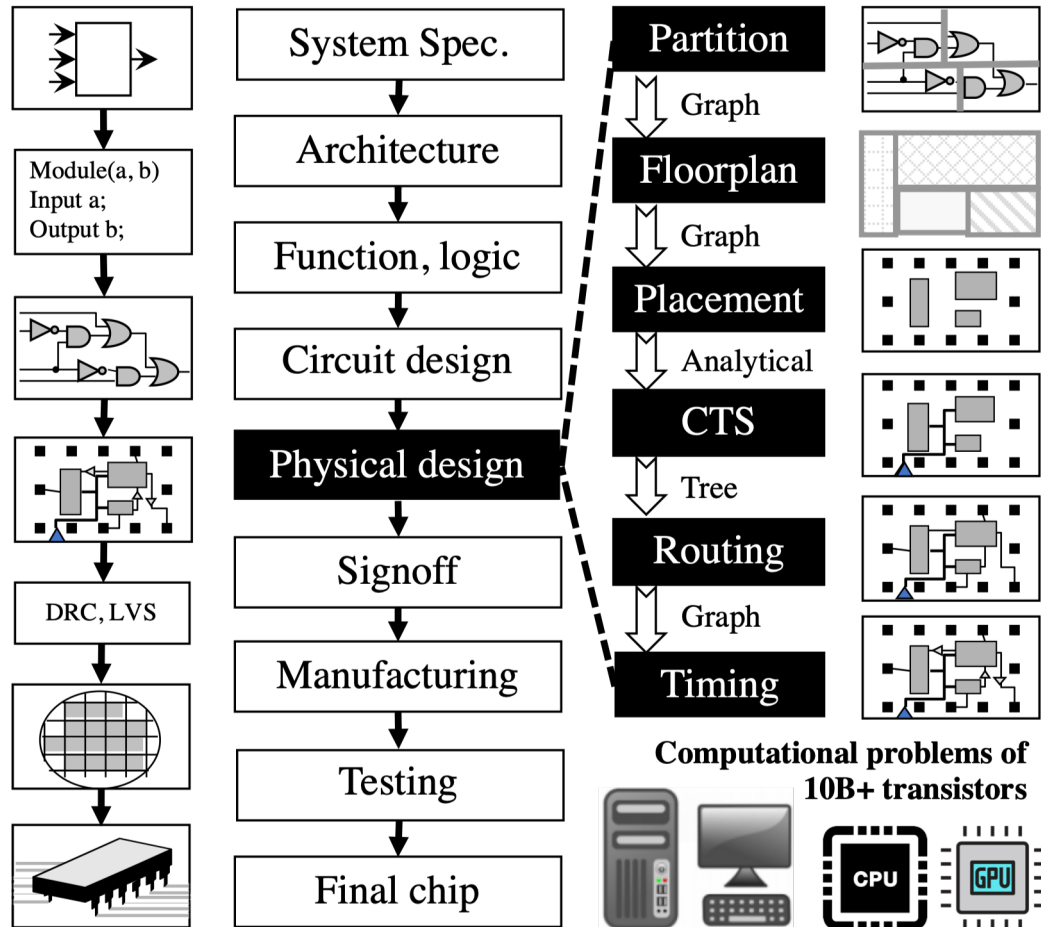 Module(a, b)
Input a;
Output b;
DRC, LVS
System Spec.
Architecture
Function, logic
Circuit design
Physical design
Signoff
Manufacturing
Testing
Final chip
Partition
Graph
Floorplan
Graph
Placement
Analytical
CTS
Tree
Routing
Graph
Timing
Computational problems of
10B+ transistors
CPU
GPU